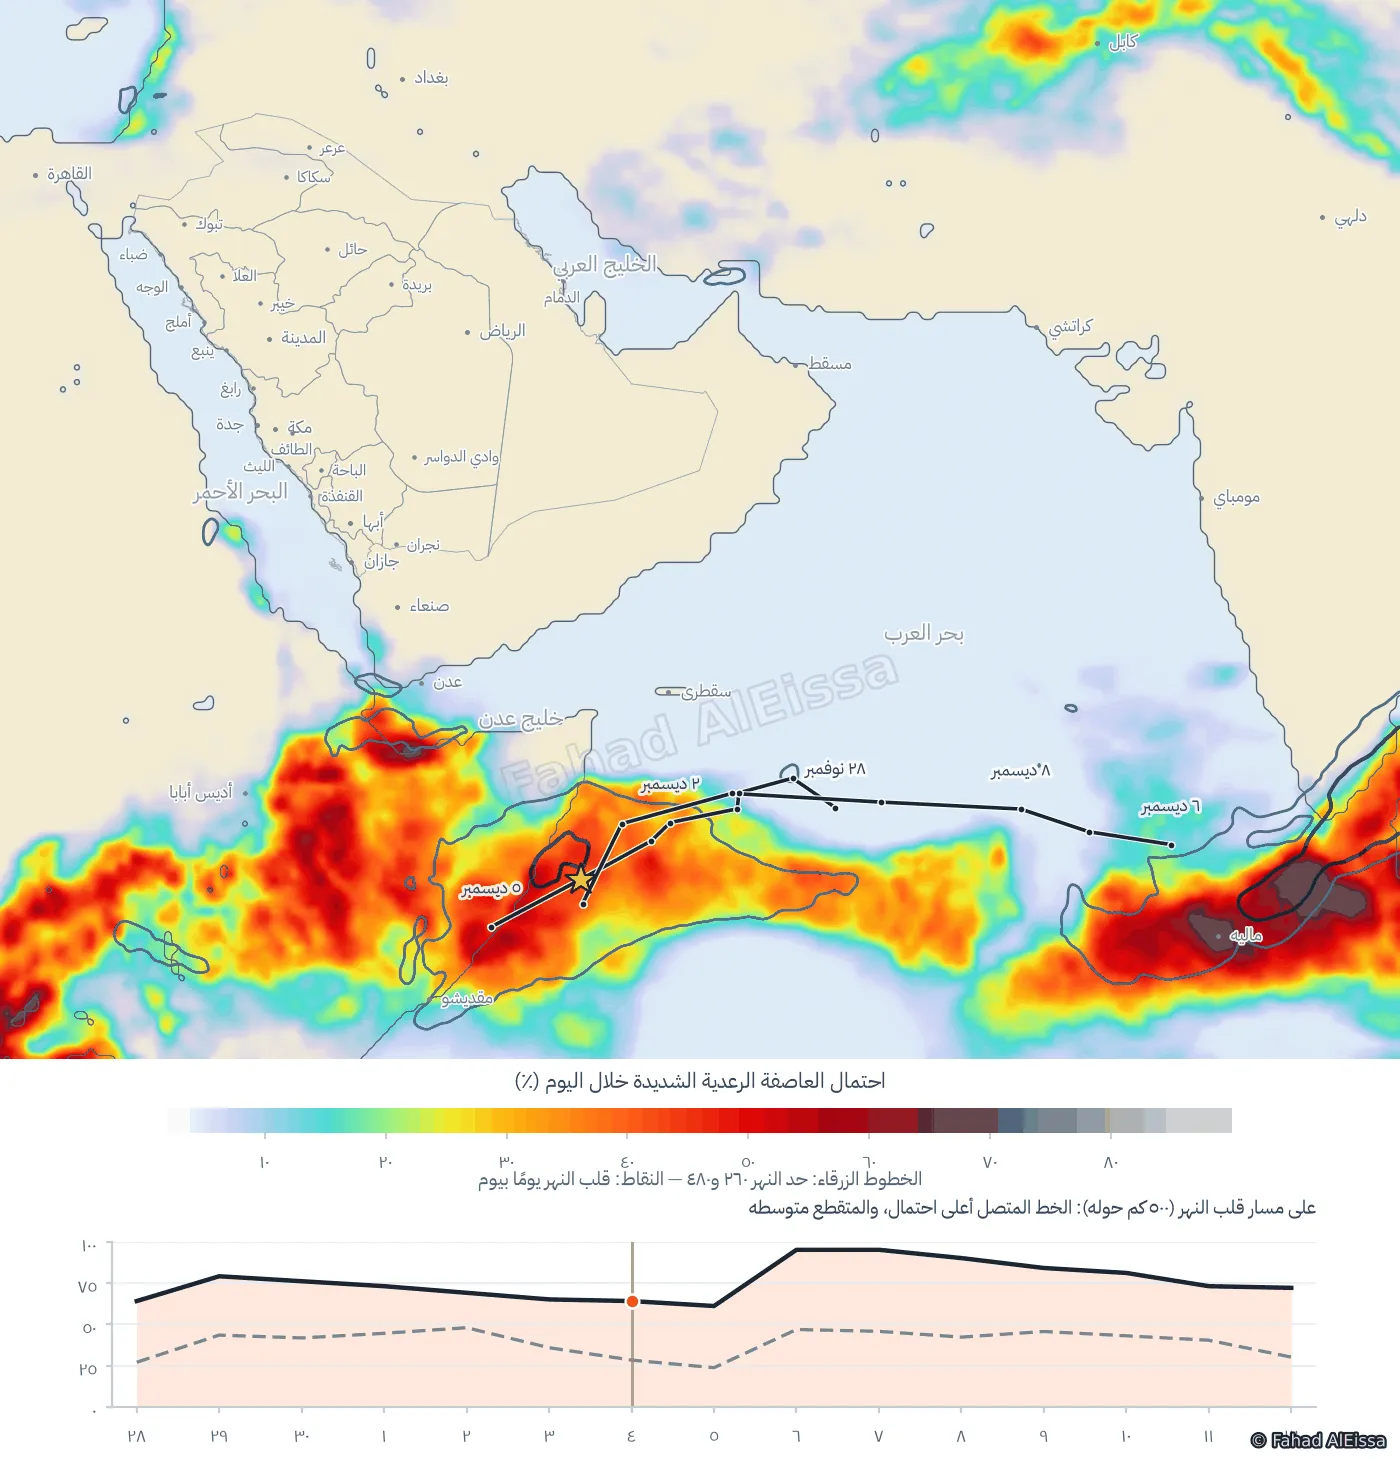 كابل
بغداد
عرعر
القاهرة
سكاكا
دلهي
تبوك
حائل
ضباء
الخليج العربي
العلا
بريدة
الوجه
الدمام
خيبر
أملج
كراتشي
الرياض
المدينة
ينبع
مسقط
رابغ
جدة
مكة
الطائف
وادي الدواسر
الليث
الباحة
البحر الأحمر
القنفذة
مومباي
أبها
نجران
جازان
صنعاء
بحر العرب
عدن
سقطرى
خليج عدن
Fahad AlEissa
٢٨ نوفمبر
٨ ديسمبر
٢ ديسمبر
أديس أبابا
٦ ديسمبر
٥ ديسمبر
ماليه
مقديشو
احتمال العاصفة الرعدية الشديدة خلال اليوم (٪)
١٠ ٢٠ ٣٠ ٤٠ ٥٠ ٦٠ ٧٠ ٨٠
الخطوط الزرقاء: حد النهر ٢٦٠ و٤٨٠ — النقاط: قلب النهر يومًا بيوم
على مسار قلب النهر (٥٠٠ كم حوله): الخط المتصل أعلى احتمال، والمتقطع متوسطه
١٠٠
٧٥
٥٠
٢٥
٠
٢٨ ٢٩ ٣٠ ١ ٢ ٣ ٤ ٥ ٦ ٧ ٨ ٩ ١٠ ١١
© Fahad AlEissa